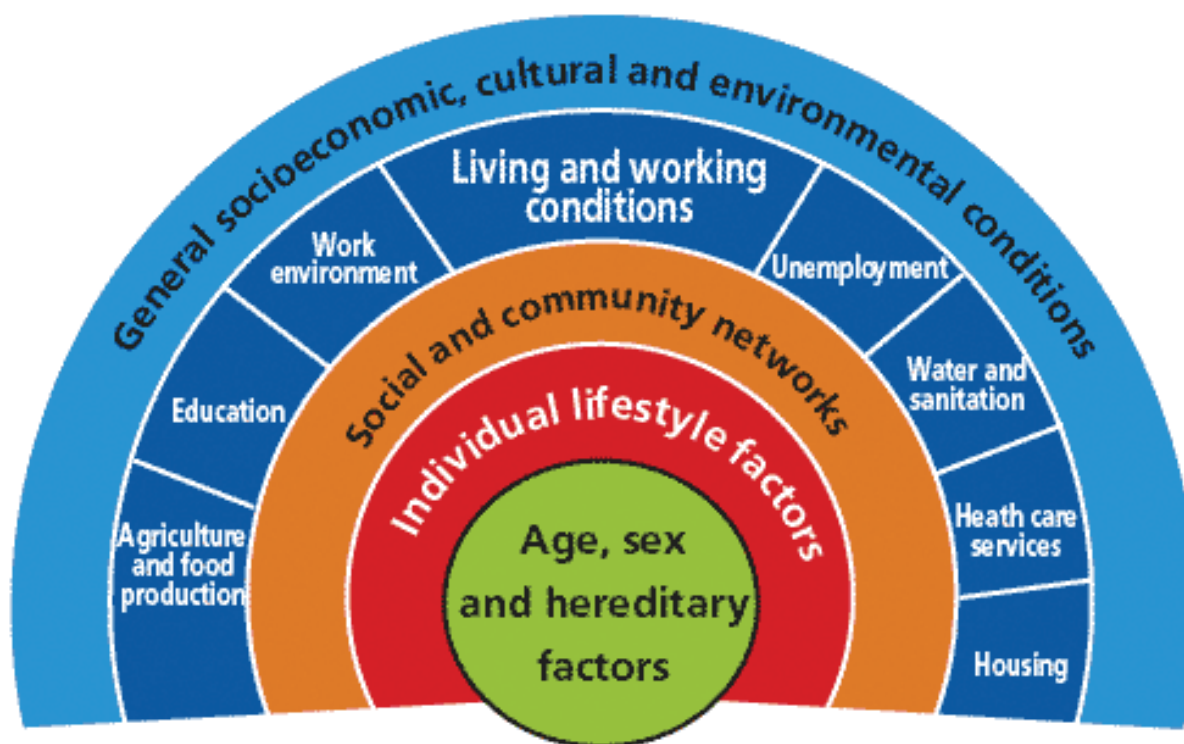 General socioeconomic, cultural and environmental conditions
Living and working
conditions
Work
environment
Unemployment
Education
Water and
sanitation
Agriculture
and food
production
Heath care
services
Housing
Social and community networks
Individual lifestyle factors
Age, sex
and hereditary
factors